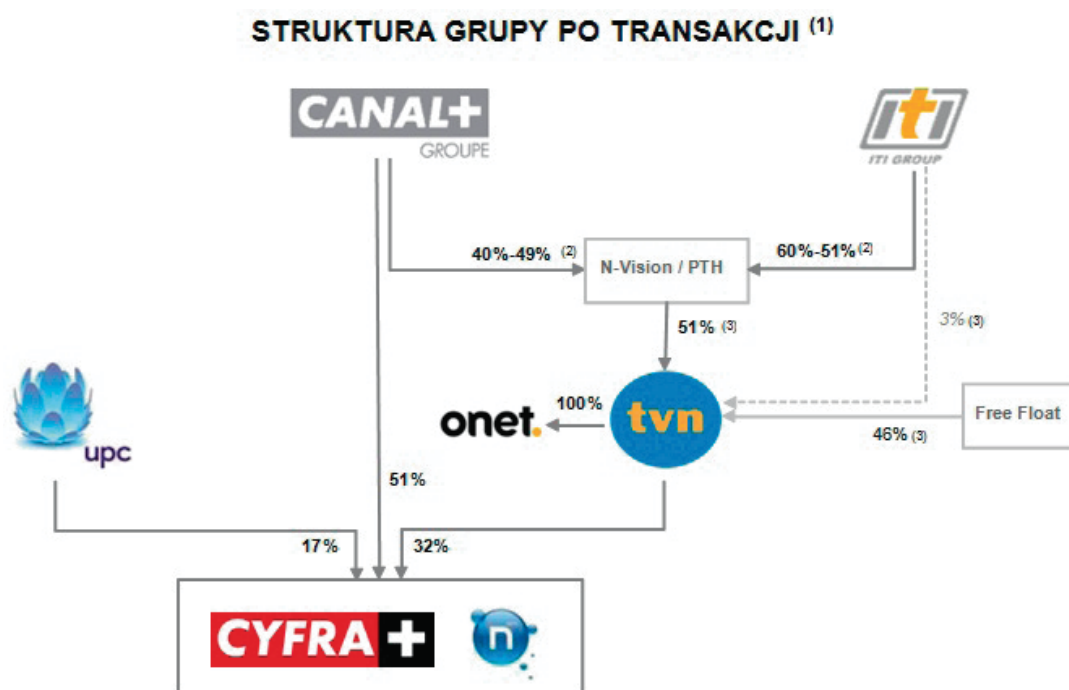 STRUKTURA GRUPY PO TRANSAKCJI (1)
CANAL+
GROUPE
iti
ITI GROUP
40%-49% (2)
N-Vision / PTH
60%-51% (2)
51% (3)
3% (3)
upc
onet.
100%
tvn
Free Float
46% (3)
51%
17%
32%
CYFRA+
n